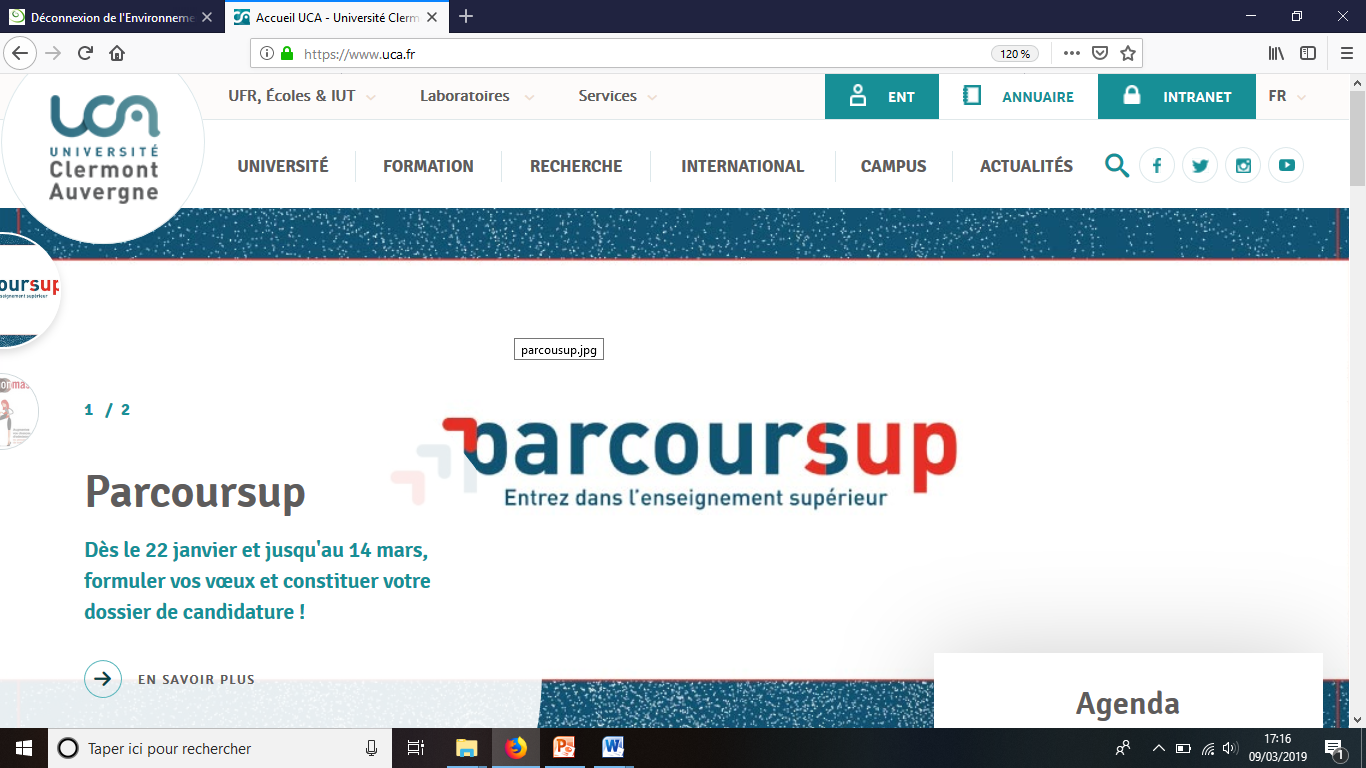 Déconnexion de l'Environneme
Accueil UCA - Université Clerm
https://www.uca.fr
120 %
UFR, Écoles & IUT
Laboratoires
Services
ENT
ANNUAIRE
INTRANET
FR
UCA
UNIVERSITÉ
Clermont
Auvergne
UNIVERSITÉ
FORMATION
RECHERCHE
INTERNATIONAL
CAMPUS
ACTUALITÉS
oursup
seignement supérieur
parcousup.jpg
1 / 2
parcoursup
Entrez dans l'enseignement supérieur
Parcoursup
Dès le 22 janvier et jusqu'au 14 mars,
formuler vos vœux et constituer votre
dossier de candidature !
EN SAVOIR PLUS
Agenda
Taper ici pour rechercher
17:16
09/03/2019
1